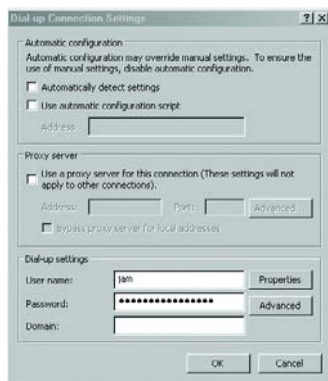 Dial-up Connection Settings
Automatic configuration
Automatic configuration may override manual settings. To ensure the
use of manual settings, disable automatic configuration.
Automatically detect settings
Use automatic configuration script
Address
Proxy server
Use a proxy server for this connection (These settings will not
apply to other connections).
Address: Port: Advanced...
Bypass proxy server for local addresses
Dial-up settings
User name: jam Properties
Password: •••••••••••••••• Advanced
Domain:
OK Cancel